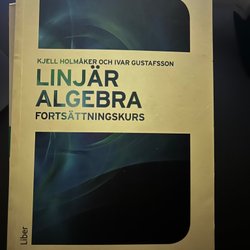 KJELL HOLMÅKER OCH IVAR GUSTAFSSON
LINJÄR
ALGEBRA
FORTSÄTTNINGSKURS
Liber